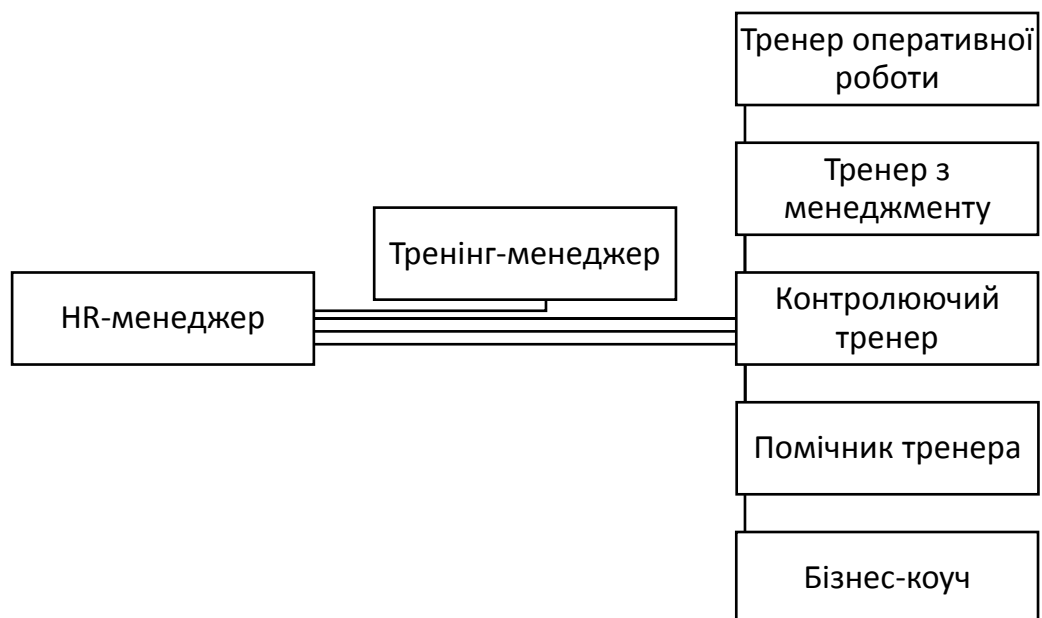 HR-менеджер
Тренінг-менеджер
Тренер оперативної
роботи
Тренер з
менеджменту
Контролюючий
тренер
Помічник тренера
Бізнес-коуч